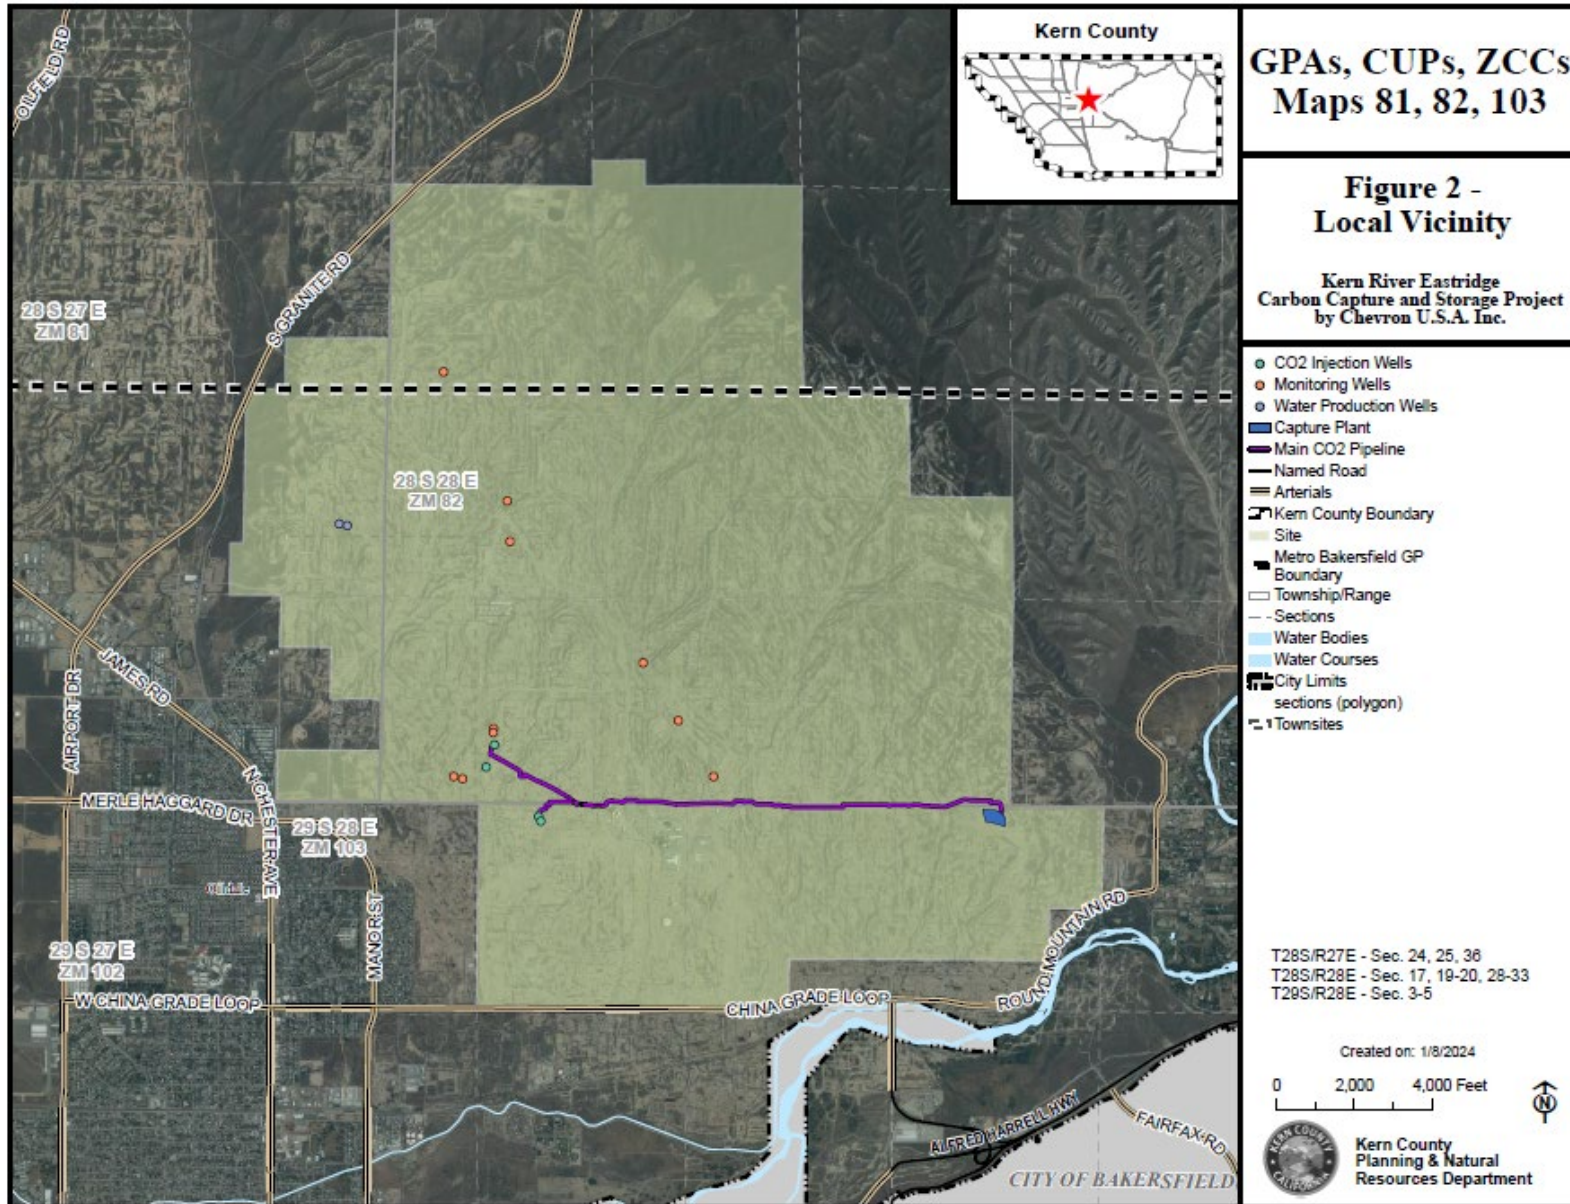 Kern County
GPAs, CUPs, ZCCs
Maps 81, 82, 103
Figure 2 -
Local Vicinity
Kern River Eastridge
Carbon Capture and Storage Project
by Chevron U.S.A. Inc.
CO2 Injection Wells
Monitoring Wells
Water Production Wells
Capture Plant
Main CO2 Pipeline
Named Road
Arterials
Kern County Boundary
Site
Metro Bakersfield GP
Boundary
Township/Range
Sections
Water Bodies
Water Courses
City Limits
sections (polygon)
Townsites
T28S/R27E - Sec. 24, 25, 36
T28S/R28E - Sec. 17, 19-20, 28-33
T29S/R28E - Sec. 3-5
Created on: 1/8/2024
0 2,000 4,000 Feet
N
KERN COUNTY
CALIFORNIA
Kern County
Planning & Natural
Resources Department
OILFIELD RD
S GRANITE RD
28 S 27 E
ZM 81
28 S 28 E
ZM 82
JAMES RD
AIRPORT DR
N CHESTER AVE
MERLE HAGGARD DR
29 S 28 E
ZM 103
Oildale
MANOR ST
29 S 27 E
ZM 102
W CHINA GRADE LOOP
CHINA GRADE LOOP
ROUND MOUNTAIN RD
ALFRED HARRELL HWY
FAIRFAX RD
CITY OF BAKERSFIELD